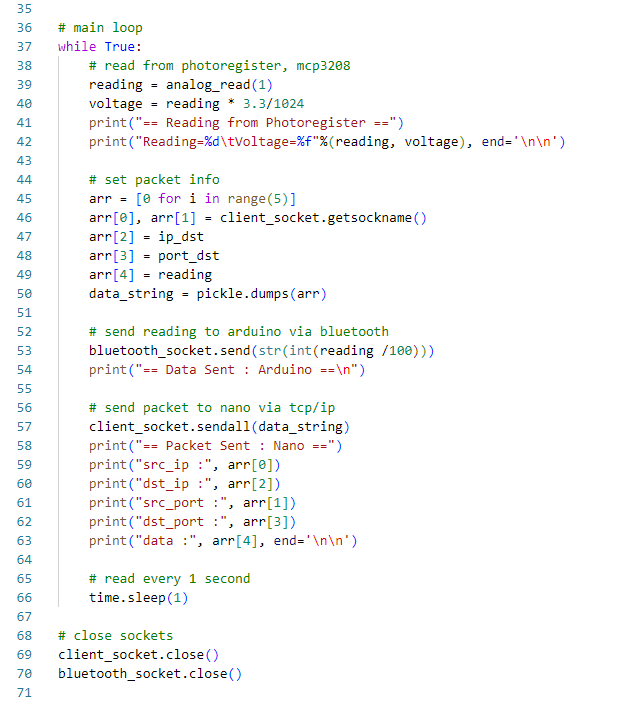 35
36 # main loop
37 while True:
38     # read from photoregister, mcp3208
39     reading = analog_read(1)
40     voltage = reading * 3.3/1024
41     print("== Reading from Photoregister ==")
42     print("Reading=%d\tVoltage=%f"%(reading, voltage), end='\n\n')
43
44     # set packet info
45     arr = [0 for i in range(5)]
46     arr[0], arr[1] = client_socket.getsockname()
47     arr[2] = ip_dst
48     arr[3] = port_dst
49     arr[4] = reading
50     data_string = pickle.dumps(arr)
51
52     # send reading to arduino via bluetooth
53     bluetooth_socket.send(str(int(reading /100)))
54     print("== Data Sent : Arduino ==\n")
55
56     # send packet to nano via tcp/ip
57     client_socket.sendall(data_string)
58     print("== Packet Sent : Nano ==")
59     print("src_ip :", arr[0])
60     print("dst_ip :", arr[2])
61     print("src_port :", arr[1])
62     print("dst_port :", arr[3])
63     print("data :", arr[4], end='\n\n')
64
65     # read every 1 second
66     time.sleep(1)
67
68 # close sockets
69 client_socket.close()
70 bluetooth_socket.close()
71